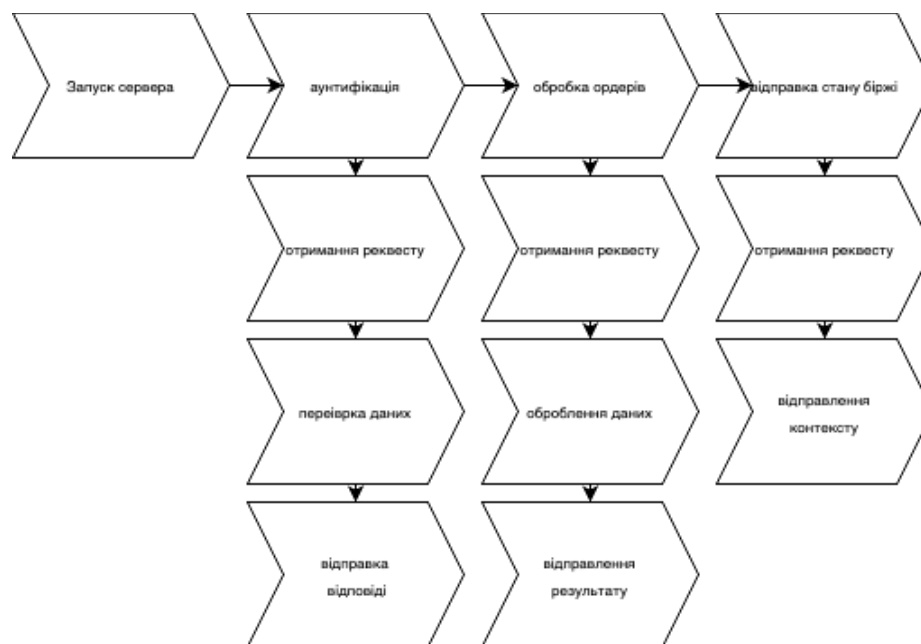 Запуск сервера
аунтифікація
обробка ордерів
відправка стану біржі
отримання реквесту
отримання реквесту
отримання реквесту
переіврка даних
оброблення даних
відправлення
контексту
відправка
відповіді
відправлення
результату